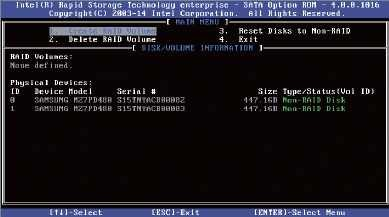 Intel(R) Rapid Storage Technology enterprise - SATA Option ROM - 4.0.0.1016
Copyright(C) 2003-14 Intel Corporation. All Rights Reserved.
[ MAIN MENU ]
1. Create RAID Volume 3. Reset Disks to Non-RAID
2. Delete RAID Volume 4. Exit
[ DISK/VOLUME INFORMATION ]
RAID Volumes:
None defined.
Physical Devices:
ID Device Model Serial # Size Type/Status(Vol ID)
0 SAMSUNG MZ7PD480 447.1GB Non-RAID Disk
1 SAMSUNG MZ7PD480 447.1GB Non-RAID Disk
[↑↓]-Select [ESC]-Exit [ENTER]-Select Menu